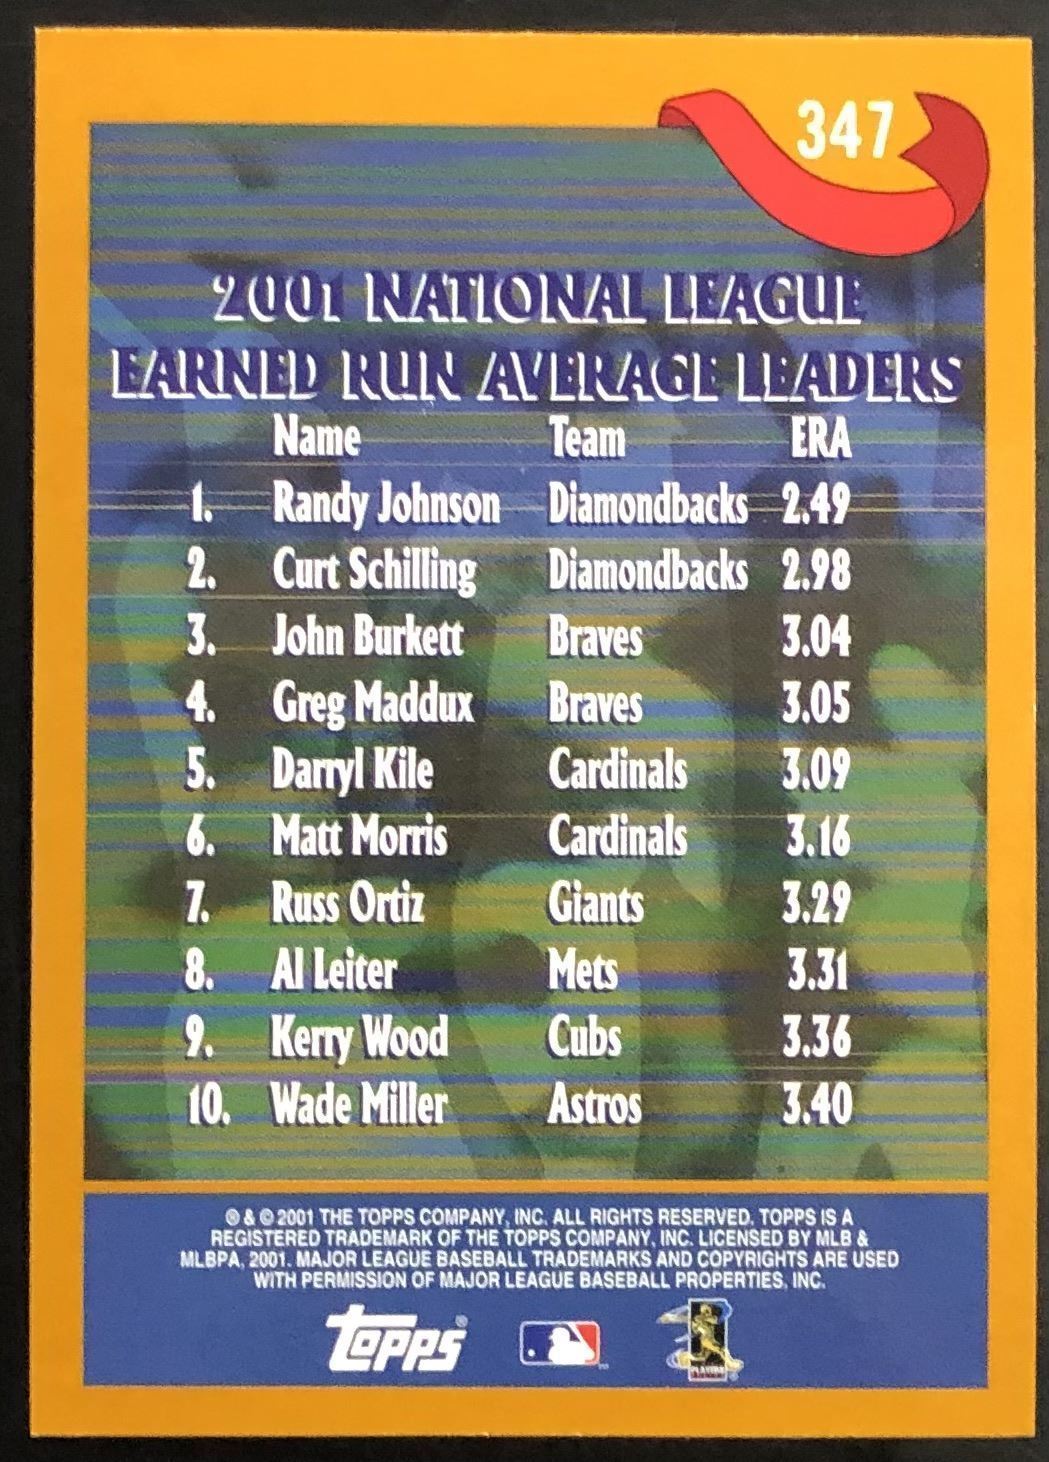 347
2001 NATIONAL LEAGUE
EARNED RUN AVERAGE LEADERS
Name Team ERA
1. Randy Johnson Diamondbacks 2.49
2. Curt Schilling Diamondbacks 2.98
3. John Burkett Braves 3.04
4. Greg Maddux Braves 3.05
5. Darryl Kile Cardinals 3.09
6. Matt Morris Cardinals 3.16
7. Russ Ortiz Giants 3.29
8. Al Leiter Mets 3.31
9. Kerry Wood Cubs 3.36
10. Wade Miller Astros 3.40
® & © 2001 THE TOPPS COMPANY, INC. ALL RIGHTS RESERVED. TOPPS IS A
REGISTERED TRADEMARK OF THE TOPPS COMPANY, INC. LICENSED BY MLB &
MLBPA, 2001. MAJOR LEAGUE BASEBALL TRADEMARKS AND COPYRIGHTS ARE USED
WITH PERMISSION OF MAJOR LEAGUE BASEBALL PROPERTIES, INC.
Topps®